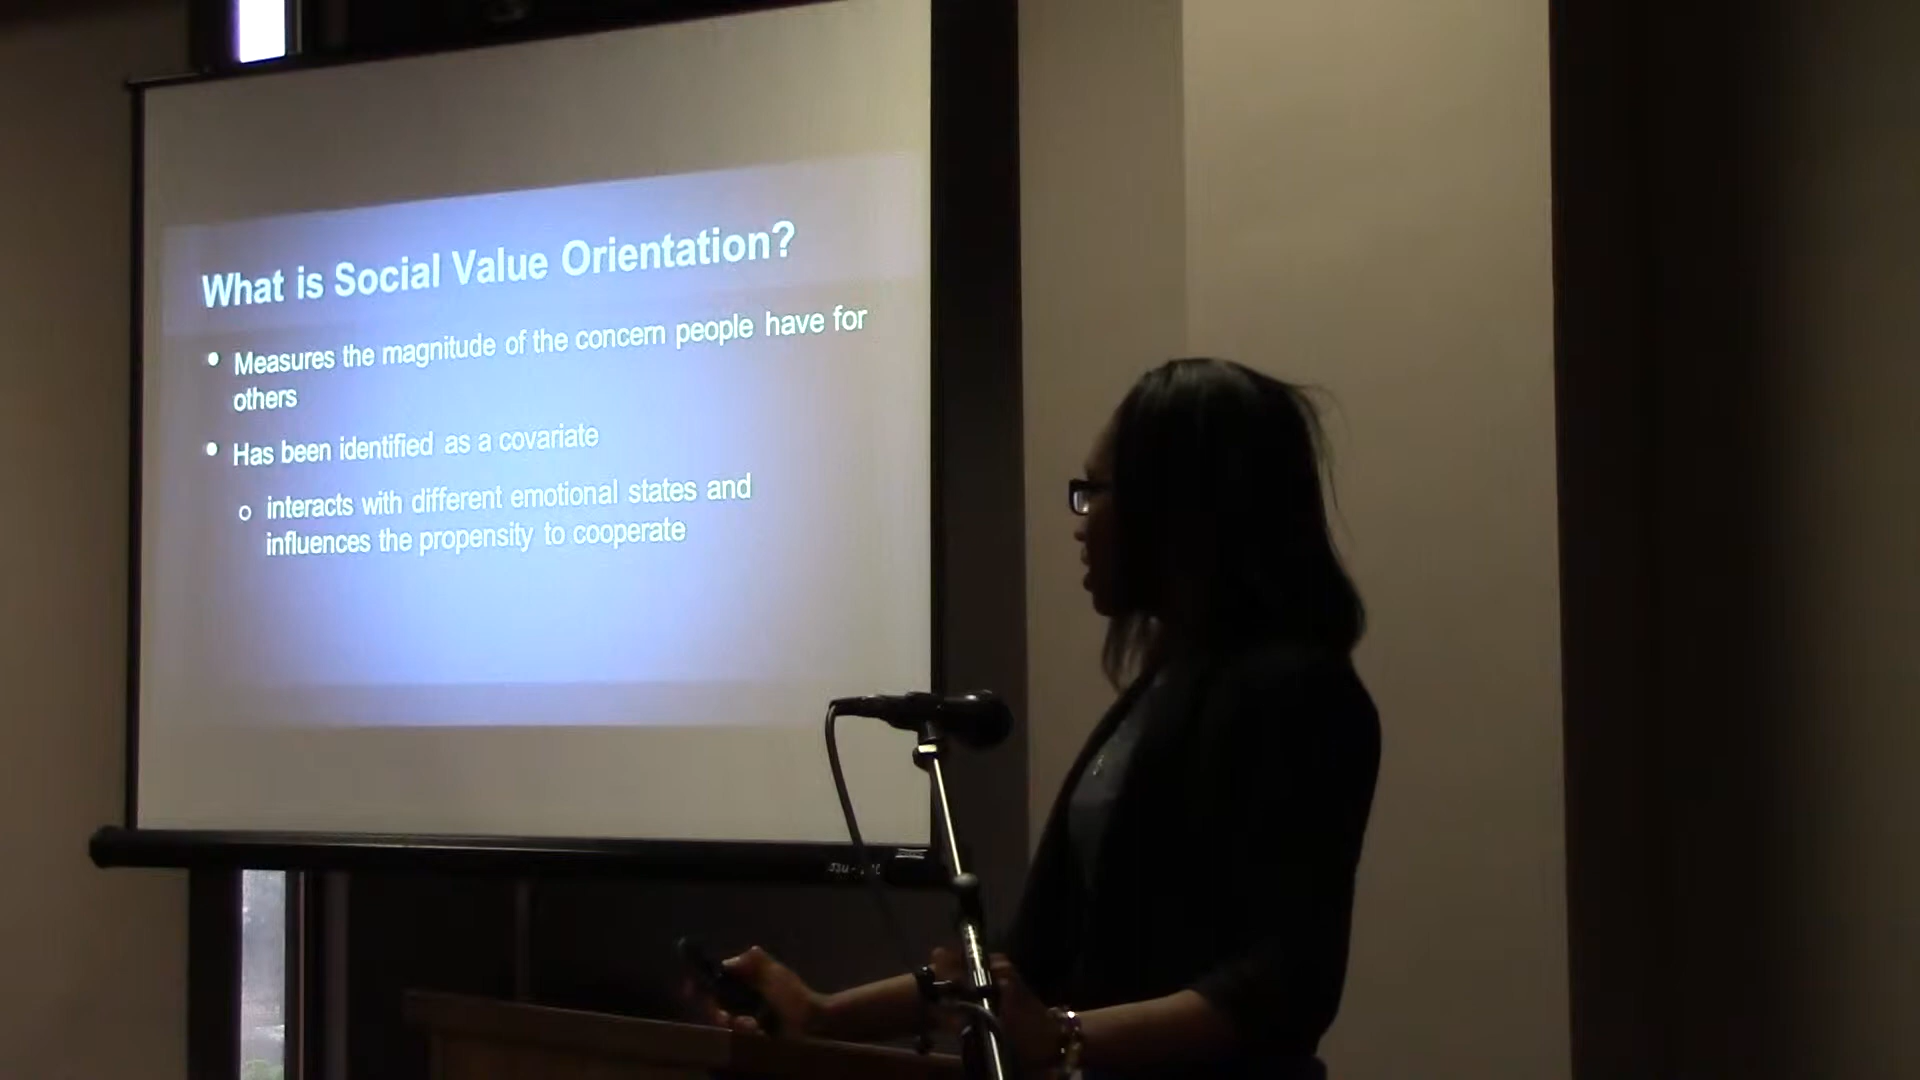 What is Social Value Orientation?
• Measures the magnitude of the concern people have for
others
• Has been identified as a covariate
o interacts with different emotional states and
influences the propensity to cooperate